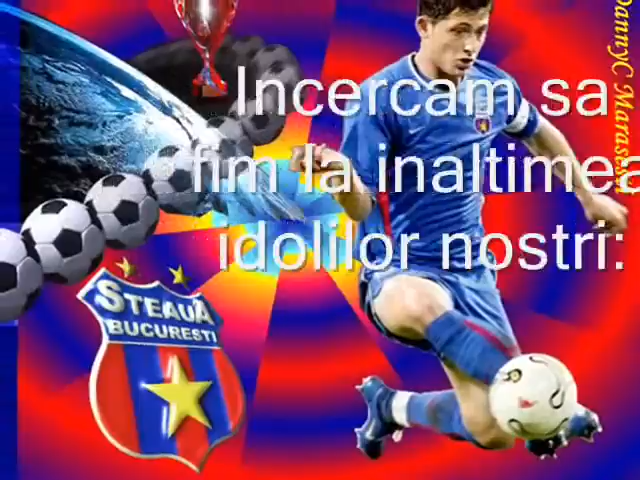 Incercam sa
fim la inaltimea
idolilor nostri:
STEAUA
BUCURESTI